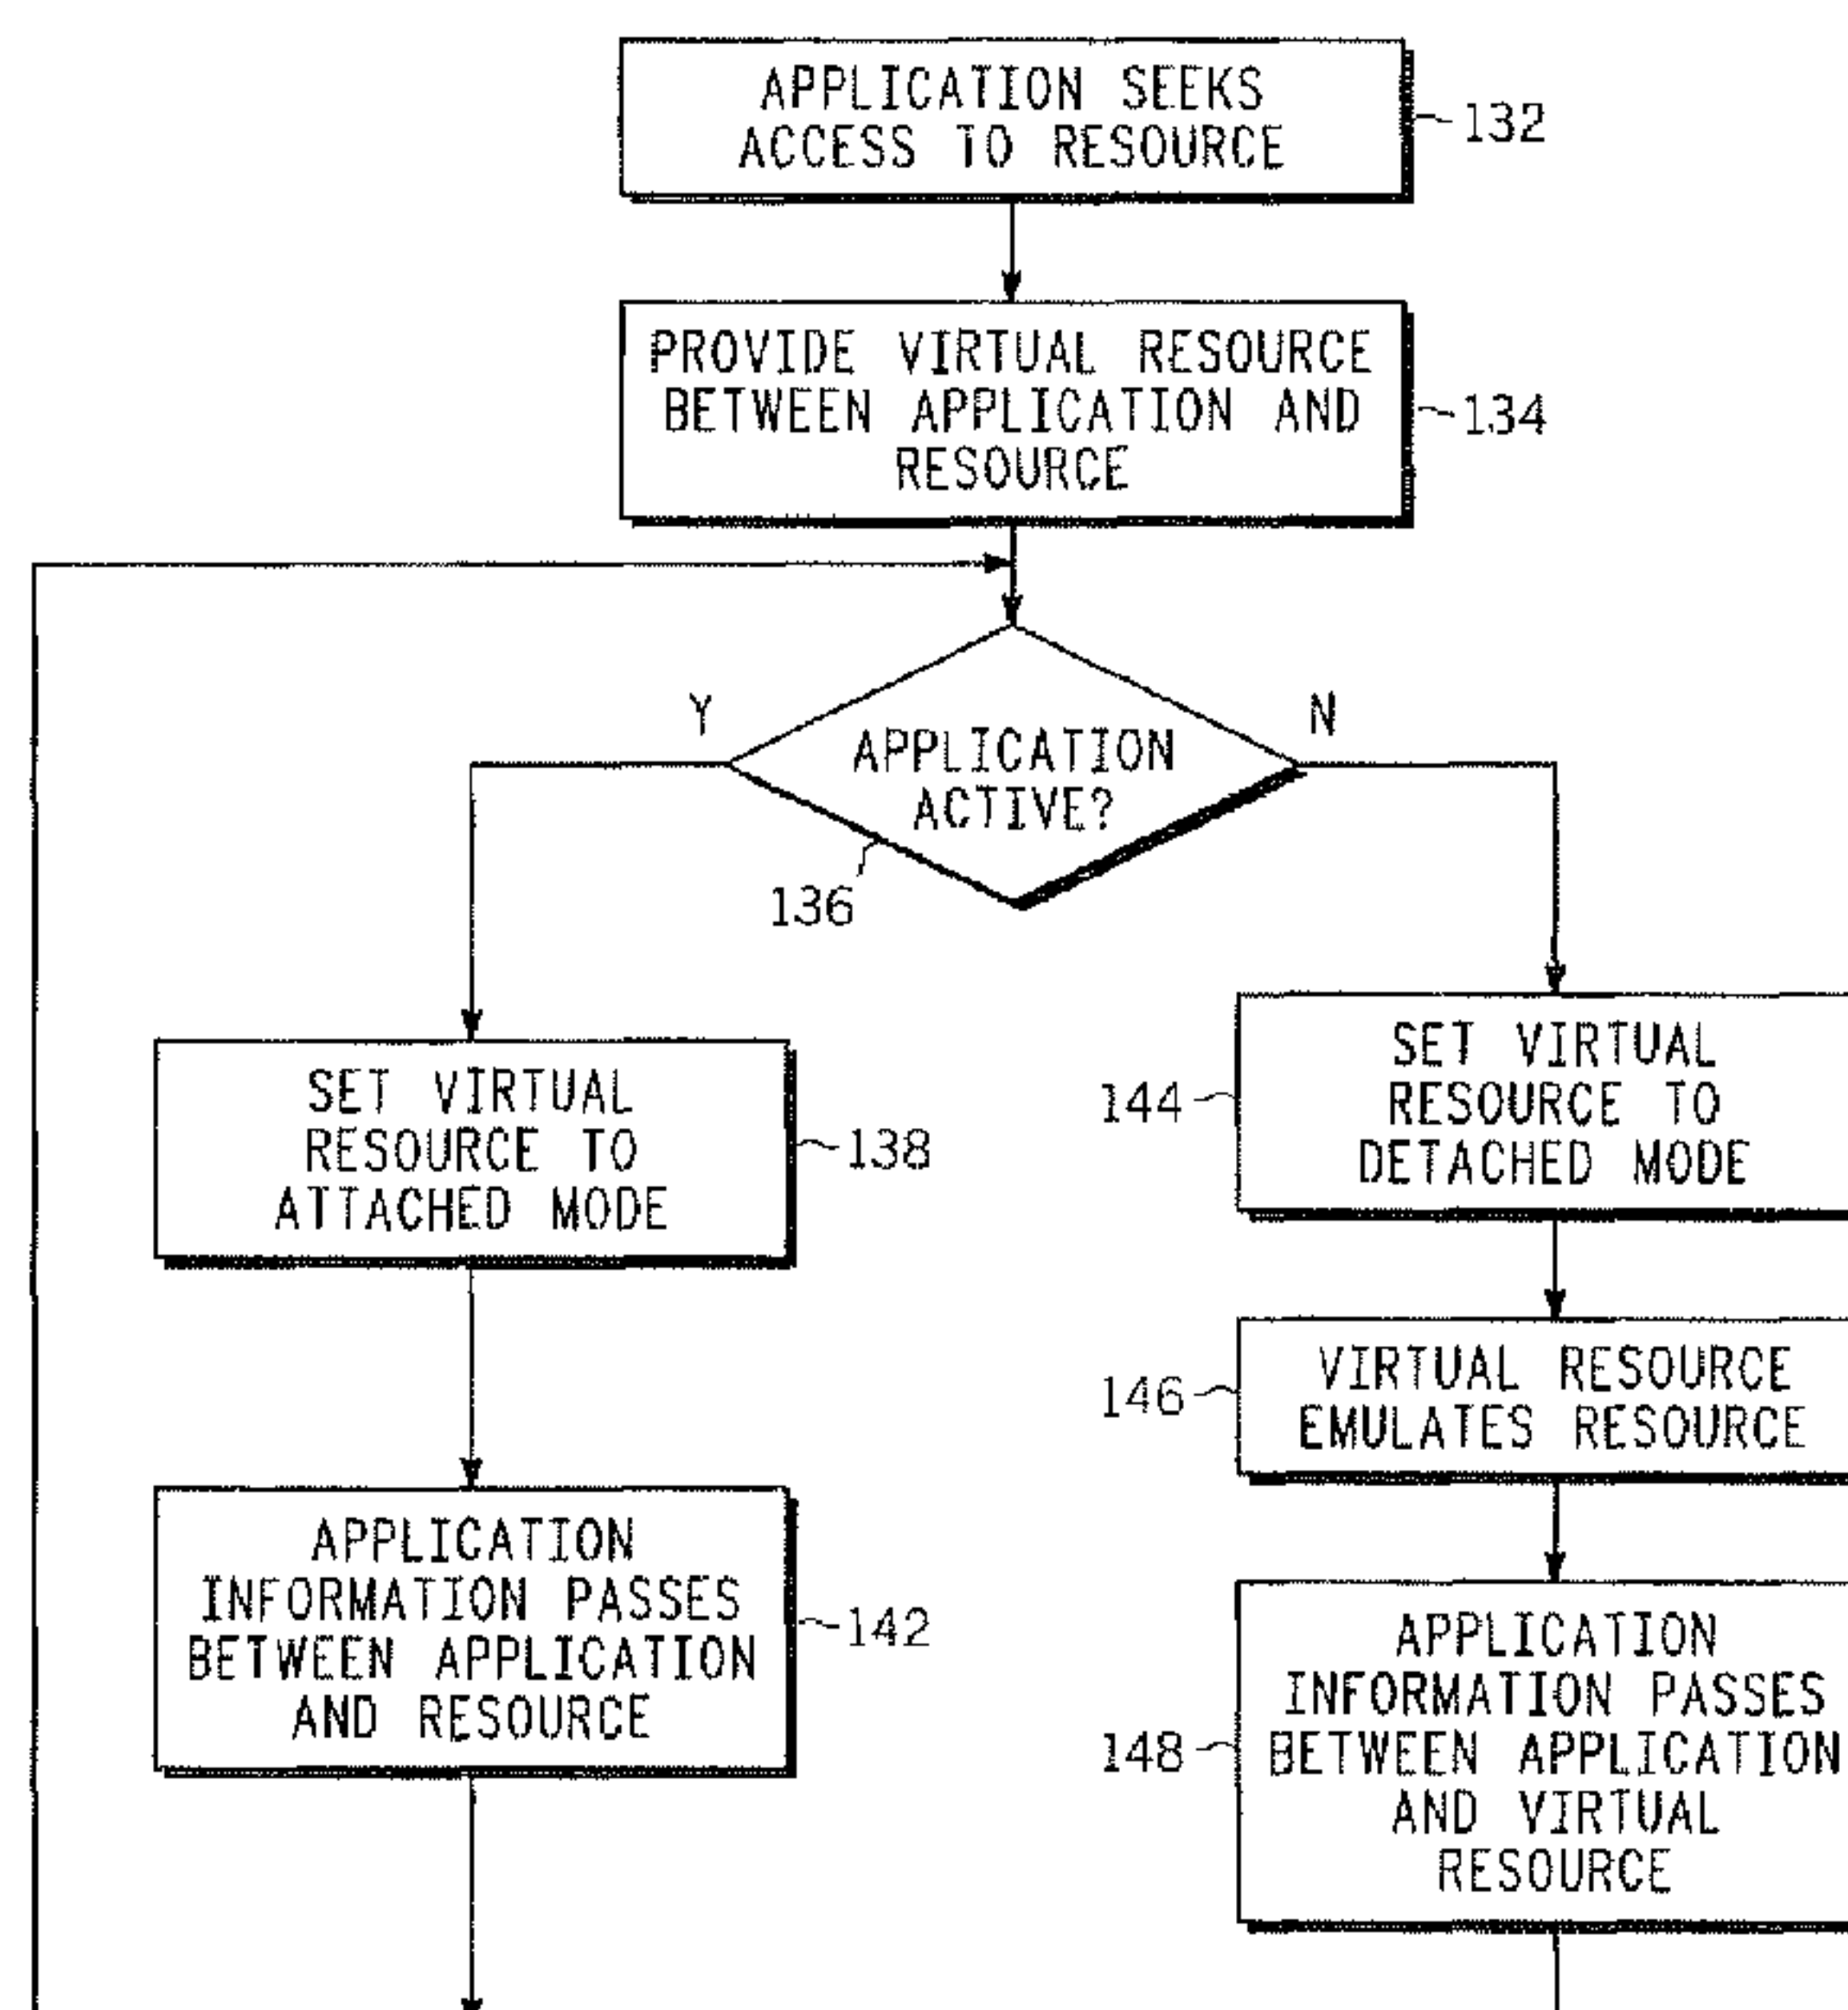 APPLICATION SEEKS
ACCESS TO RESOURCE
132
PROVIDE VIRTUAL RESOURCE
BETWEEN APPLICATION AND
RESOURCE
134
Y
N
APPLICATION
ACTIVE?
136
SET VIRTUAL
RESOURCE TO
ATTACHED MODE
138
144
SET VIRTUAL
RESOURCE TO
DETACHED MODE
146
VIRTUAL RESOURCE
EMULATES RESOURCE
APPLICATION
INFORMATION PASSES
BETWEEN APPLICATION
AND RESOURCE
142
148
APPLICATION
INFORMATION PASSES
BETWEEN APPLICATION
AND VIRTUAL
RESOURCE